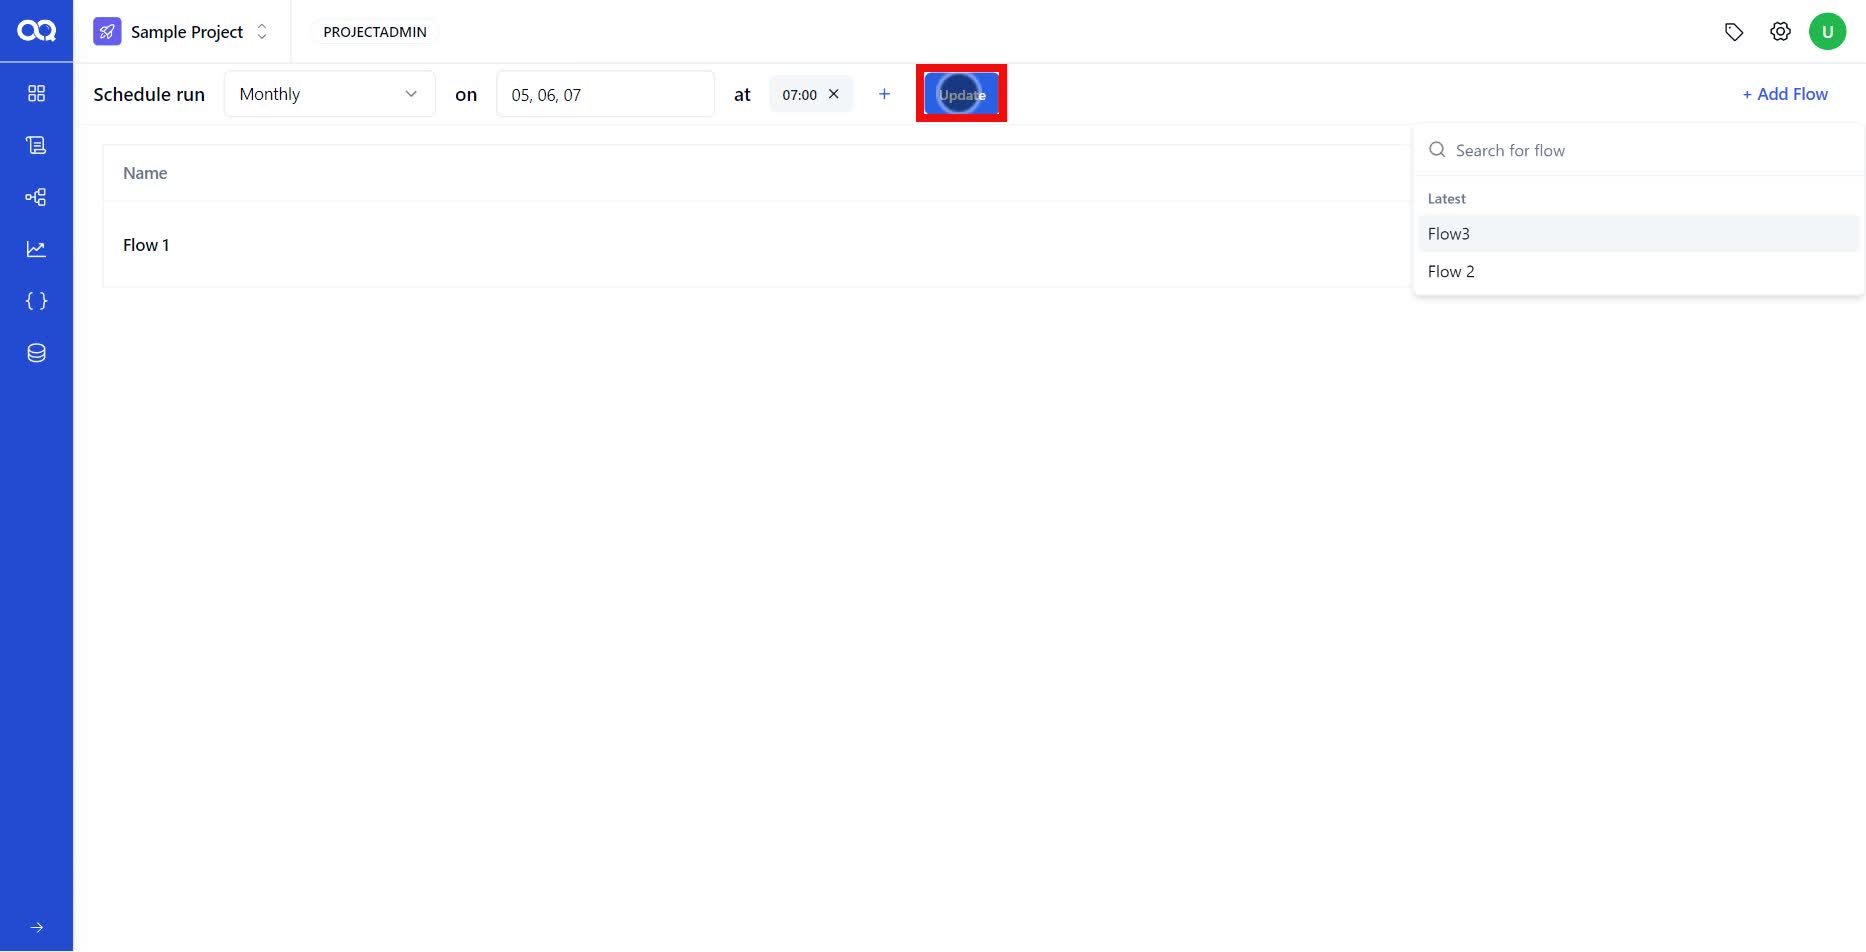 Sample Project
PROJECTADMIN
U
Schedule run
Monthly
on
05, 06, 07
at
07:00
Update
+ Add Flow
Search for flow
Name
Latest
Flow3
Flow 1
Flow 2